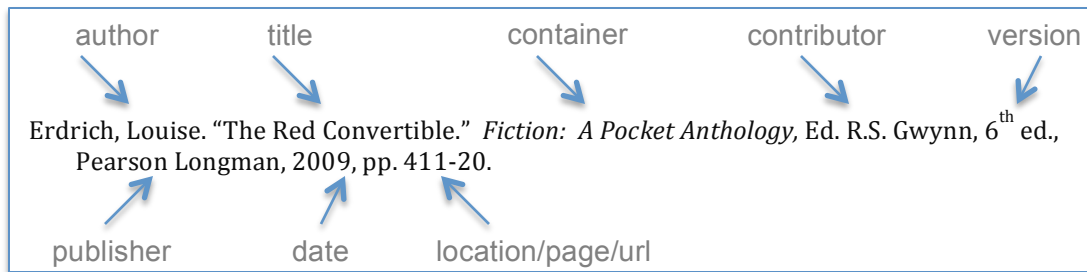 author title container contributor version
Erdrich, Louise. “The Red Convertible.” Fiction: A Pocket Anthology, Ed. R.S. Gwynn, 6th ed.,
Pearson Longman, 2009, pp. 411-20.
publisher date location/page/url